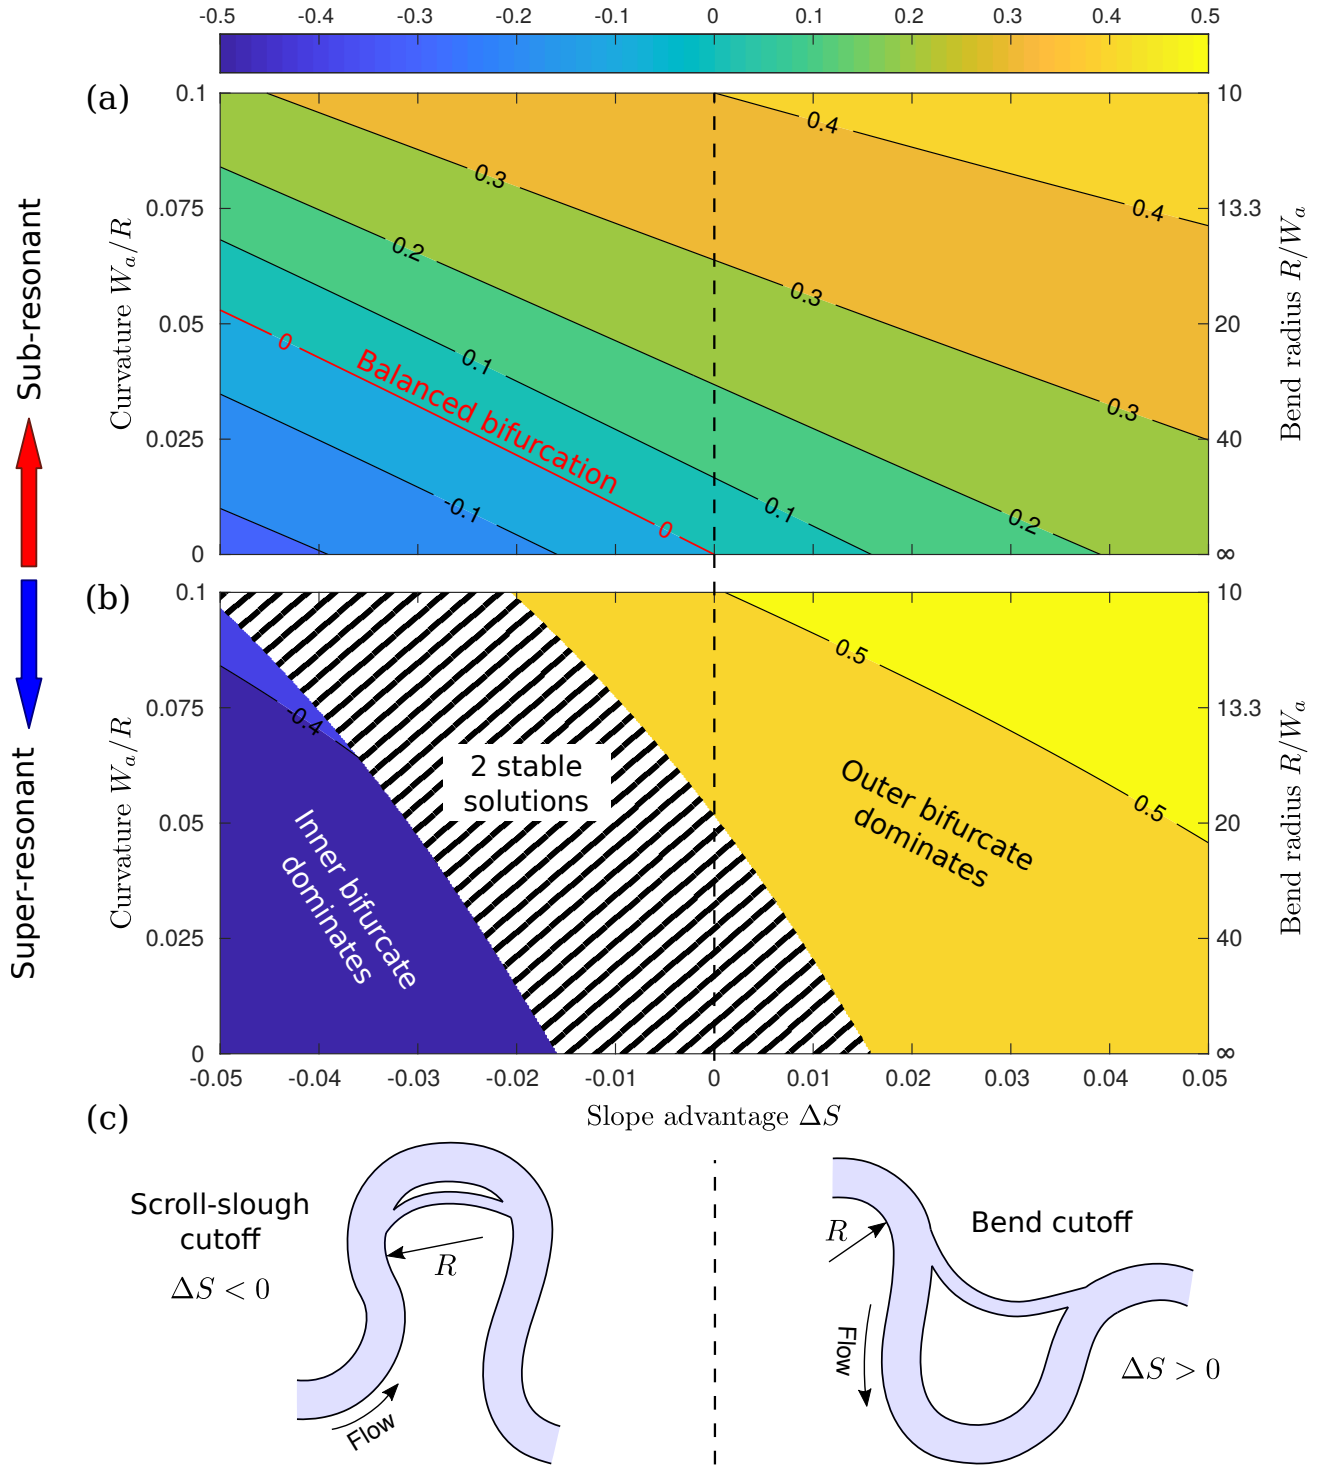 -0.5 -0.4 -0.3 -0.2 -0.1 0 0.1 0.2 0.3 0.4 0.5
(a)
Sub-resonant
Super-resonant
Curvature W_a/R
0.1
0.075
0.05
0.025
0
10
13.3
20
40
∞
Bend radius R/W_a
0.4
0.4
0.3
0.3
0.3
0.2
0.2
0.1
0.1
0
Balanced bifurcation
0
-0.1
(b)
Curvature W_a/R
0.1
0.075
0.05
0.025
0
10
13.3
20
40
∞
Bend radius R/W_a
0.5
0.5
-0.4
2 stable
solutions
Outer bifurcate
dominates
Inner bifurcate
dominates
-0.05 -0.04 -0.03 -0.02 -0.01 0 0.01 0.02 0.03 0.04 0.05
Slope advantage ΔS
(c)
Scroll-slough
cutoff
ΔS < 0
R
Flow
Bend cutoff
R
Flow
ΔS > 0